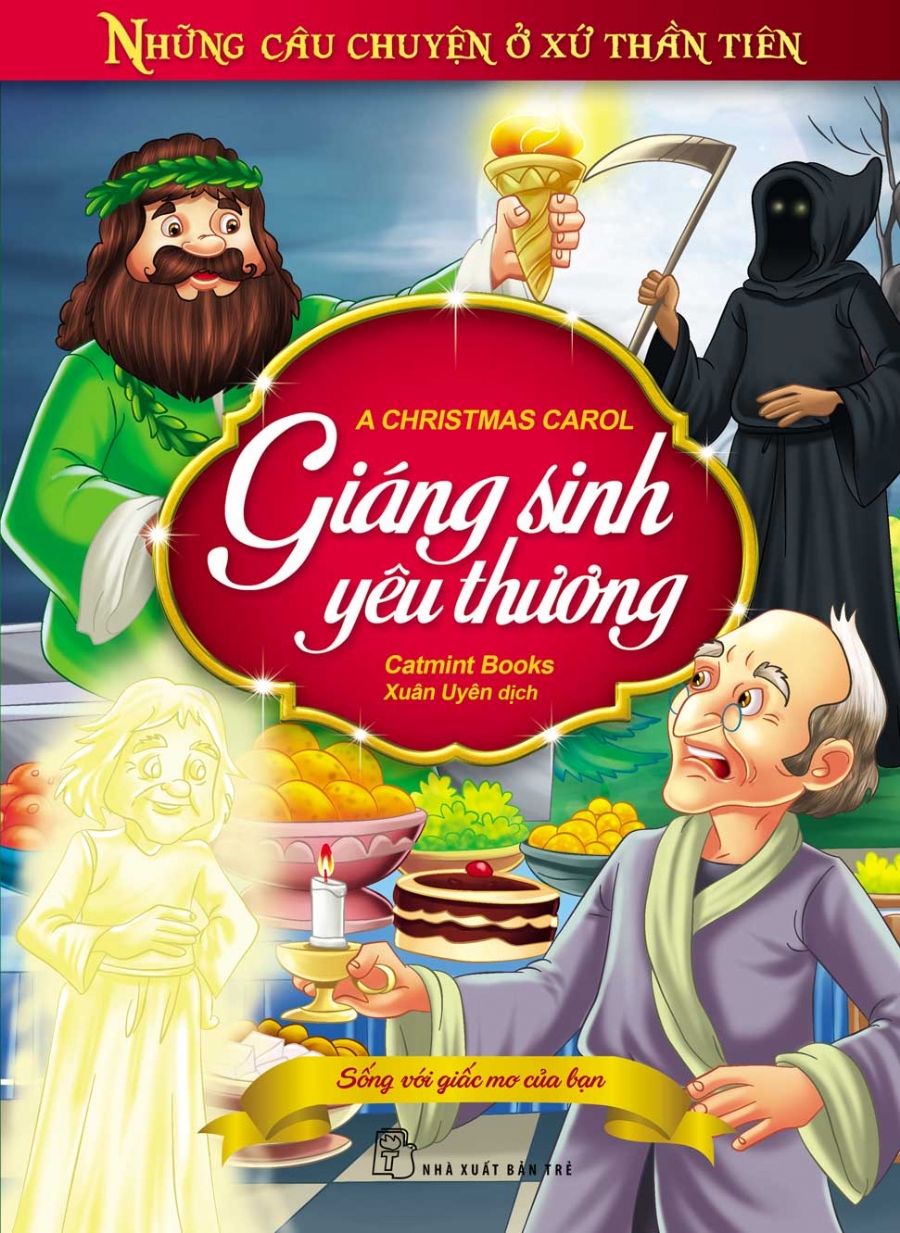 NHỮNG CÂU CHUYỆN Ở XỨ THẦN TIÊN
A CHRISTMAS CAROL
Giáng sinh
yêu thương
Catmint Books
Xuân Uyên dịch
Sống với giấc mơ của bạn
NHÀ XUẤT BẢN TRẺ